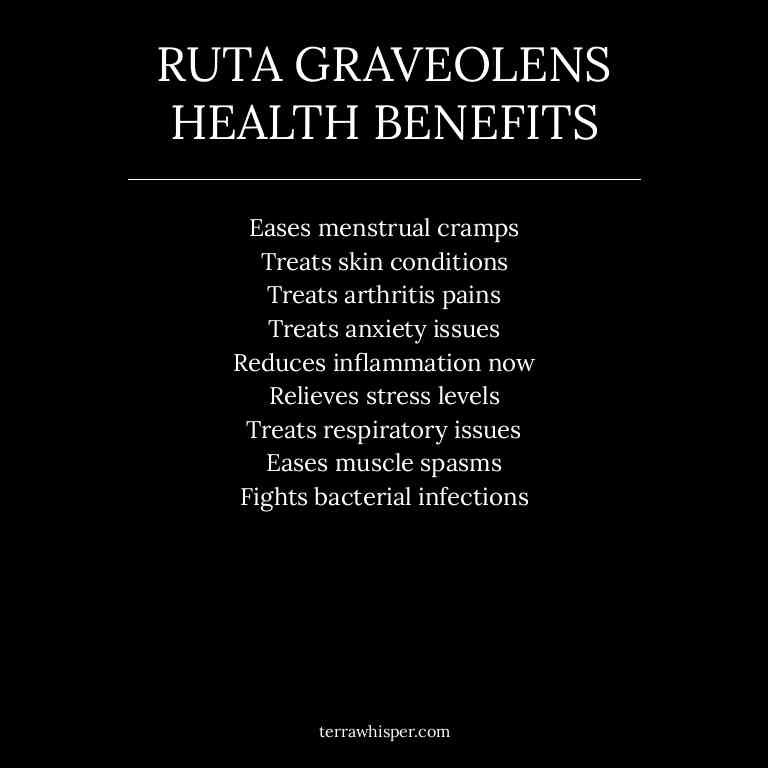 RUTA GRAVEOLENS
HEALTH BENEFITS
Eases menstrual cramps
Treats skin conditions
Treats arthritis pains
Treats anxiety issues
Reduces inflammation now
Relieves stress levels
Treats respiratory issues
Eases muscle spasms
Fights bacterial infections
terrawhisper.com